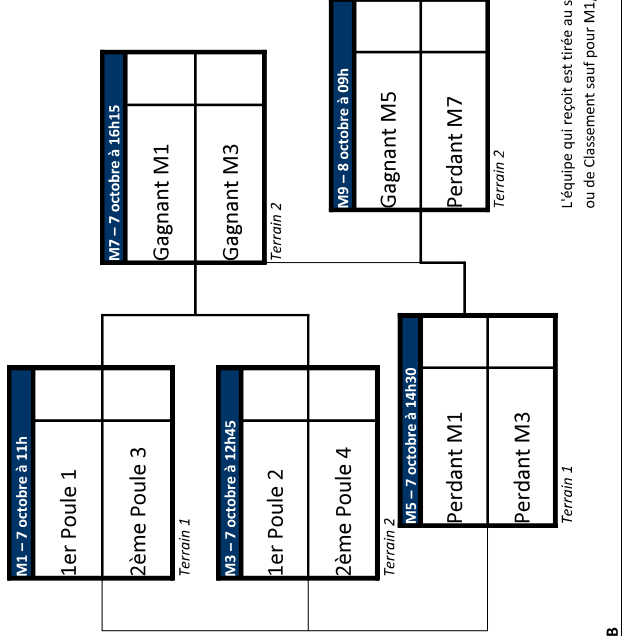 M1 – 7 octobre à 11h
1er Poule 1
2ème Poule 3
Terrain 1
M3 – 7 octobre à 12h45
1er Poule 2
2ème Poule 4
Terrain 2
M5 – 7 octobre à 14h30
Perdant M1
Perdant M3
Terrain 1
M7 – 7 octobre à 16h15
Gagnant M1
Gagnant M3
Terrain 2
M9 – 8 octobre à 09h
Gagnant M5
Perdant M7
Terrain 2
L'équipe qui reçoit est tirée au s
ou de Classement sauf pour M1,
B